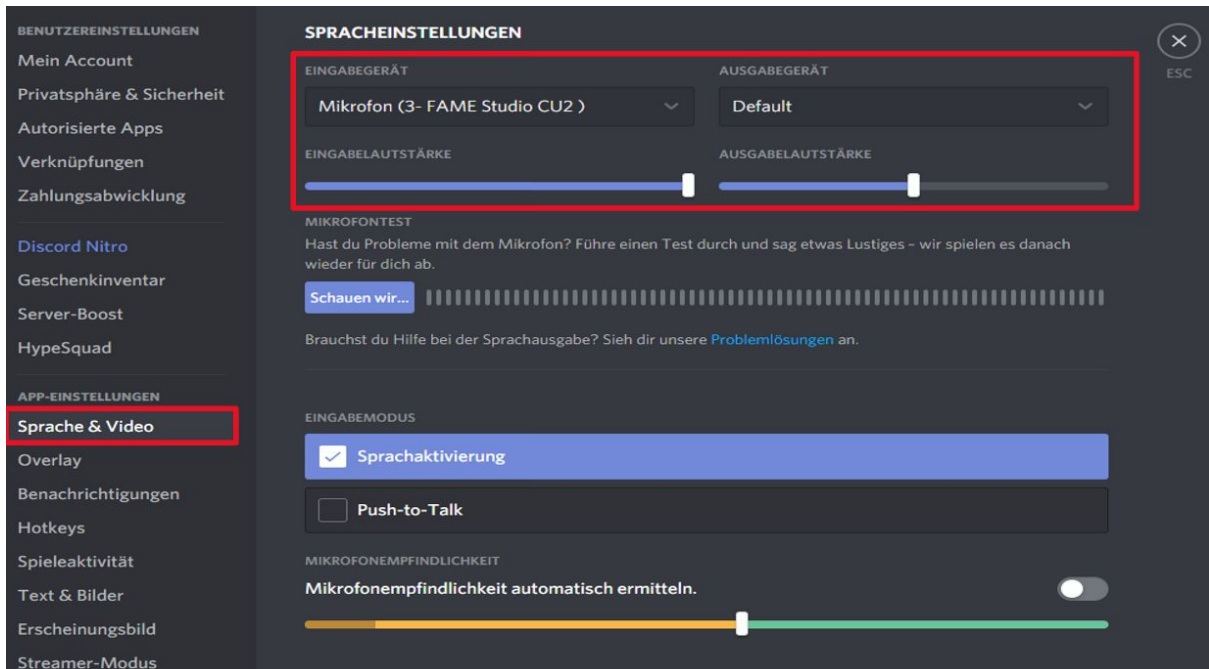 BENUTZEREINSTELLUNGEN
Mein Account
Privatsphäre & Sicherheit
Autorisierte Apps
Verknüpfungen
Zahlungsabwicklung
Discord Nitro
Geschenkinventar
Server-Boost
HypeSquad
APP-EINSTELLUNGEN
Sprache & Video
Overlay
Benachrichtigungen
Hotkeys
Spieleaktivität
Text & Bilder
Erscheinungsbild
Streamer-Modus
SPRACHEINSTELLUNGEN
EINGABEGERÄT
Mikrofon (3- FAME Studio CU2 )
AUSGABEGERÄT
Default
EINGABELAUTSTÄRKE
AUSGABELAUTSTÄRKE
MIKROFONTEST
Hast du Probleme mit dem Mikrofon? Führe einen Test durch und sag etwas Lustiges – wir spielen es danach
wieder für dich ab.
Schauen wir...
Brauchst du Hilfe bei der Sprachausgabe? Sieh dir unsere Problemlösungen an.
EINGABEMODUS
Sprachaktivierung
Push-to-Talk
MIKROFONEMPFINDLICHKEIT
Mikrofonempfindlichkeit automatisch ermitteln.
ESC